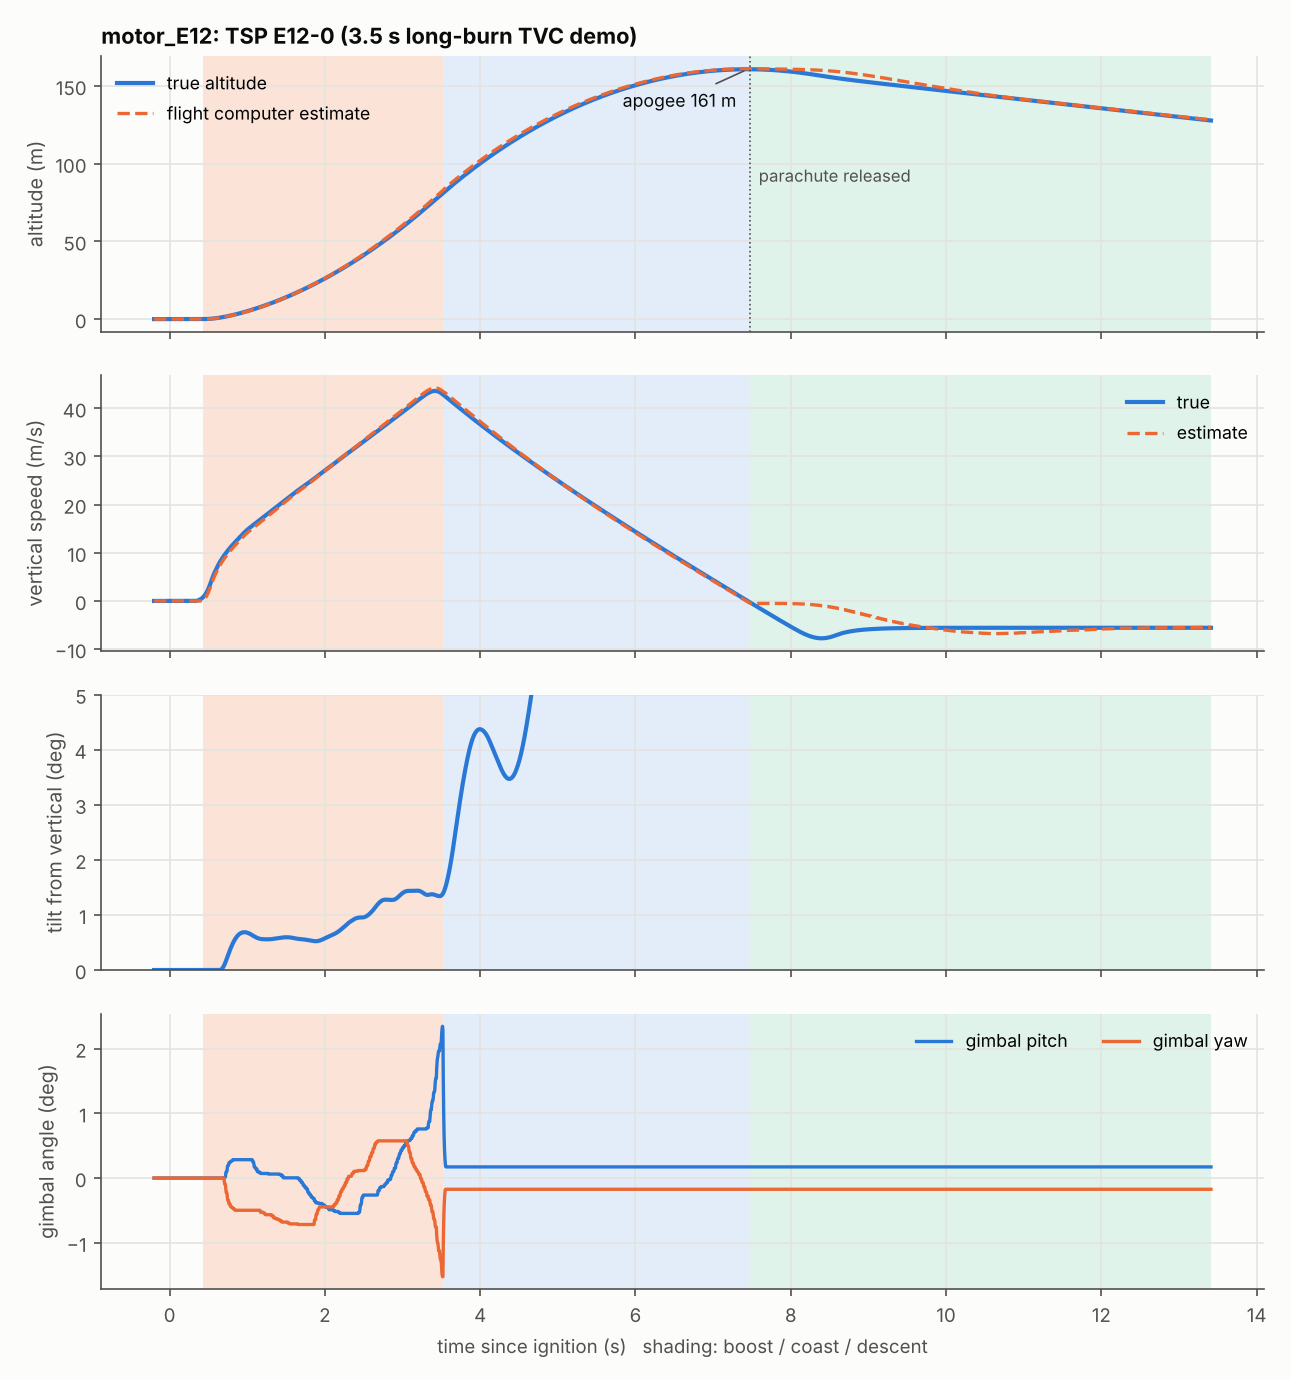 motor_E12: TSP E12-0 (3.5 s long-burn TVC demo)
true altitude
flight computer estimate
apogee 161 m
parachute released
altitude (m)
150
100
50
0
true
estimate
vertical speed (m/s)
40
30
20
10
0
−10
tilt from vertical (deg)
5
4
3
2
1
0
gimbal pitch
gimbal yaw
gimbal angle (deg)
2
1
0
−1
0 2 4 6 8 10 12 14
time since ignition (s) shading: boost / coast / descent